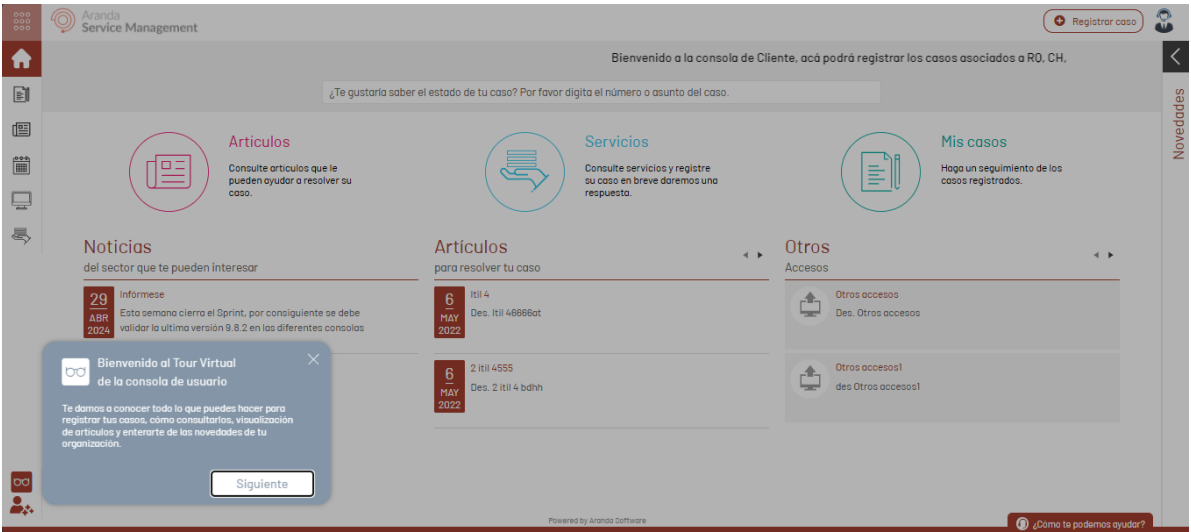 Aranda
Service Management
Registrar caso
Bienvenido a la consola de Cliente, acá podrá registrar los casos asociados a RQ, CH,
¿Te gustaría saber el estado de tu caso? Por favor digita el número o asunto del caso.
Novedades
Artículos
Consulte artículos que le
pueden ayudar a resolver su
caso.
Servicios
Consulte servicios y registre
su caso en breve daremos una
respuesta.
Mis casos
Haga un seguimiento de los
casos registrados.
Noticias
del sector que te pueden interesar
29
ABR
2024
Infórmese
Esta semana cierra el Sprint, por consiguiente se debe
validar la ultima versión 9.8.2 en las diferentes consolas
Artículos
para resolver tu caso
6
MAY
2022
Itil 4
Des. Itil 46666at
6
MAY
2022
2 itil 4555
Des. 2 itil 4 bdhh
Otros
Accesos
Otros accesos
Des. Otros accesos
Otros accesos1
des Otros accesos1
Bienvenido al Tour Virtual
de la consola de usuario
Te damos a conocer todo lo que puedes hacer para
registrar tus casos, cómo consultarlos, visualización
de artículos y enterarte de las novedades de tu
organización.
Siguiente
Powered by Aranda Software
¿Cómo te podemos ayudar?